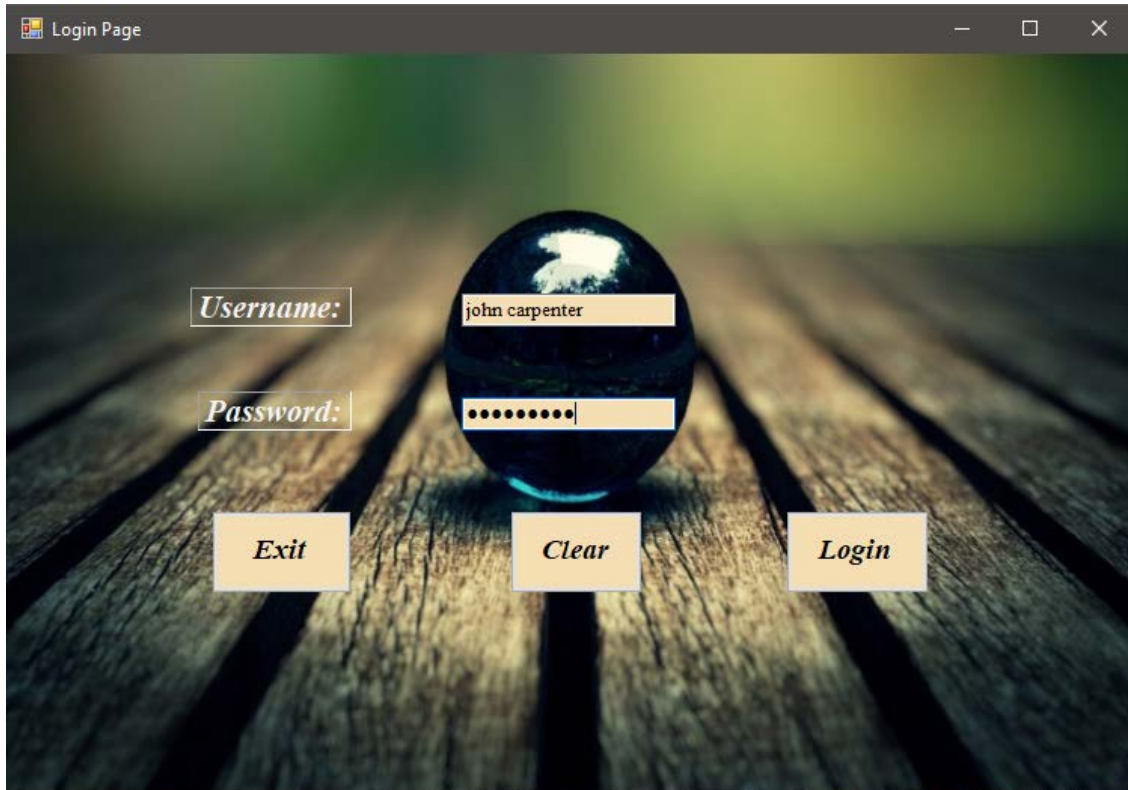 Login Page
Username:
john carpenter
Password:
●●●●●●●●●
Exit
Clear
Login